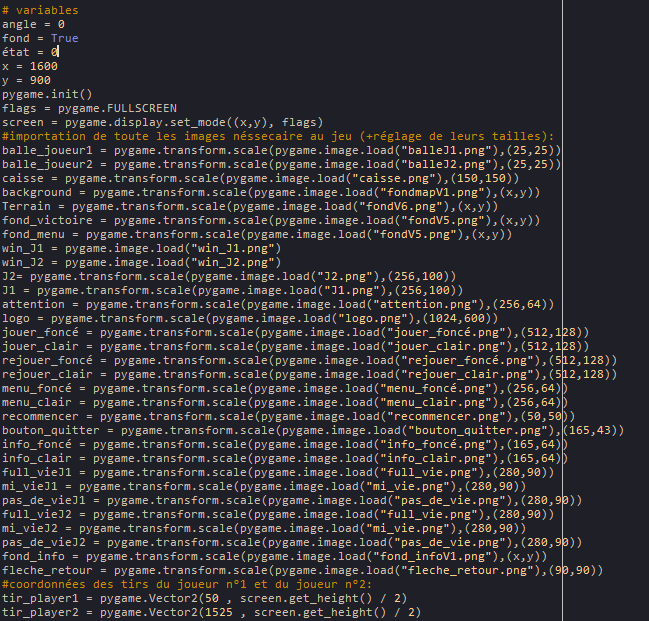 # variables
angle = 0
fond = True
état = 0
x = 1600
y = 900
pygame.init()
flags = pygame.FULLSCREEN
screen = pygame.display.set_mode((x,y), flags)
#importation de toute les images néssecaire au jeu (+réglage de leurs tailles):
balle_joueur1 = pygame.transform.scale(pygame.image.load("balleJ1.png"),(25,25))
balle_joueur2 = pygame.transform.scale(pygame.image.load("balleJ2.png"),(25,25))
caisse = pygame.transform.scale(pygame.image.load("caisse.png"),(150,150))
background = pygame.transform.scale(pygame.image.load("fondmapV1.png"),(x,y))
Terrain = pygame.transform.scale(pygame.image.load("fondV6.png"),(x,y))
fond_victoire = pygame.transform.scale(pygame.image.load("fondV5.png"),(x,y))
fond_menu = pygame.transform.scale(pygame.image.load("fondV5.png"),(x,y))
win_J1 = pygame.image.load("win_J1.png")
win_J2 = pygame.image.load("win_J2.png")
J2= pygame.transform.scale(pygame.image.load("J2.png"),(256,100))
J1 = pygame.transform.scale(pygame.image.load("J1.png"),(256,100))
attention = pygame.transform.scale(pygame.image.load("attention.png"),(256,64))
logo = pygame.transform.scale(pygame.image.load("logo.png"),(1024,600))
jouer_foncé = pygame.transform.scale(pygame.image.load("jouer_foncé.png"),(512,128))
jouer_clair = pygame.transform.scale(pygame.image.load("jouer_clair.png"),(512,128))
rejouer_foncé = pygame.transform.scale(pygame.image.load("rejouer_foncé.png"),(512,128))
rejouer_clair = pygame.transform.scale(pygame.image.load("rejouer_clair.png"),(512,128))
menu_foncé = pygame.transform.scale(pygame.image.load("menu_foncé.png"),(256,64))
menu_clair = pygame.transform.scale(pygame.image.load("menu_clair.png"),(256,64))
recommencer = pygame.transform.scale(pygame.image.load("recommencer.png"),(50,50))
bouton_quitter = pygame.transform.scale(pygame.image.load("bouton_quitter.png"),(165,43))
info_foncé = pygame.transform.scale(pygame.image.load("info_foncé.png"),(165,64))
info_clair = pygame.transform.scale(pygame.image.load("info_clair.png"),(165,64))
full_vieJ1 = pygame.transform.scale(pygame.image.load("full_vie.png"),(280,90))
mi_vieJ1 = pygame.transform.scale(pygame.image.load("mi_vie.png"),(280,90))
pas_de_vieJ1 = pygame.transform.scale(pygame.image.load("pas_de_vie.png"),(280,90))
full_vieJ2 = pygame.transform.scale(pygame.image.load("full_vie.png"),(280,90))
mi_vieJ2 = pygame.transform.scale(pygame.image.load("mi_vie.png"),(280,90))
pas_de_vieJ2 = pygame.transform.scale(pygame.image.load("pas_de_vie.png"),(280,90))
fond_info = pygame.transform.scale(pygame.image.load("fond_infoV1.png"),(x,y))
fleche_retour = pygame.transform.scale(pygame.image.load("fleche_retour.png"),(90,90))
#coordonnées des tirs du joueur n°1 et du joueur n°2:
tir_player1 = pygame.Vector2(50 , screen.get_height() / 2)
tir_player2 = pygame.Vector2(1525 , screen.get_height() / 2)